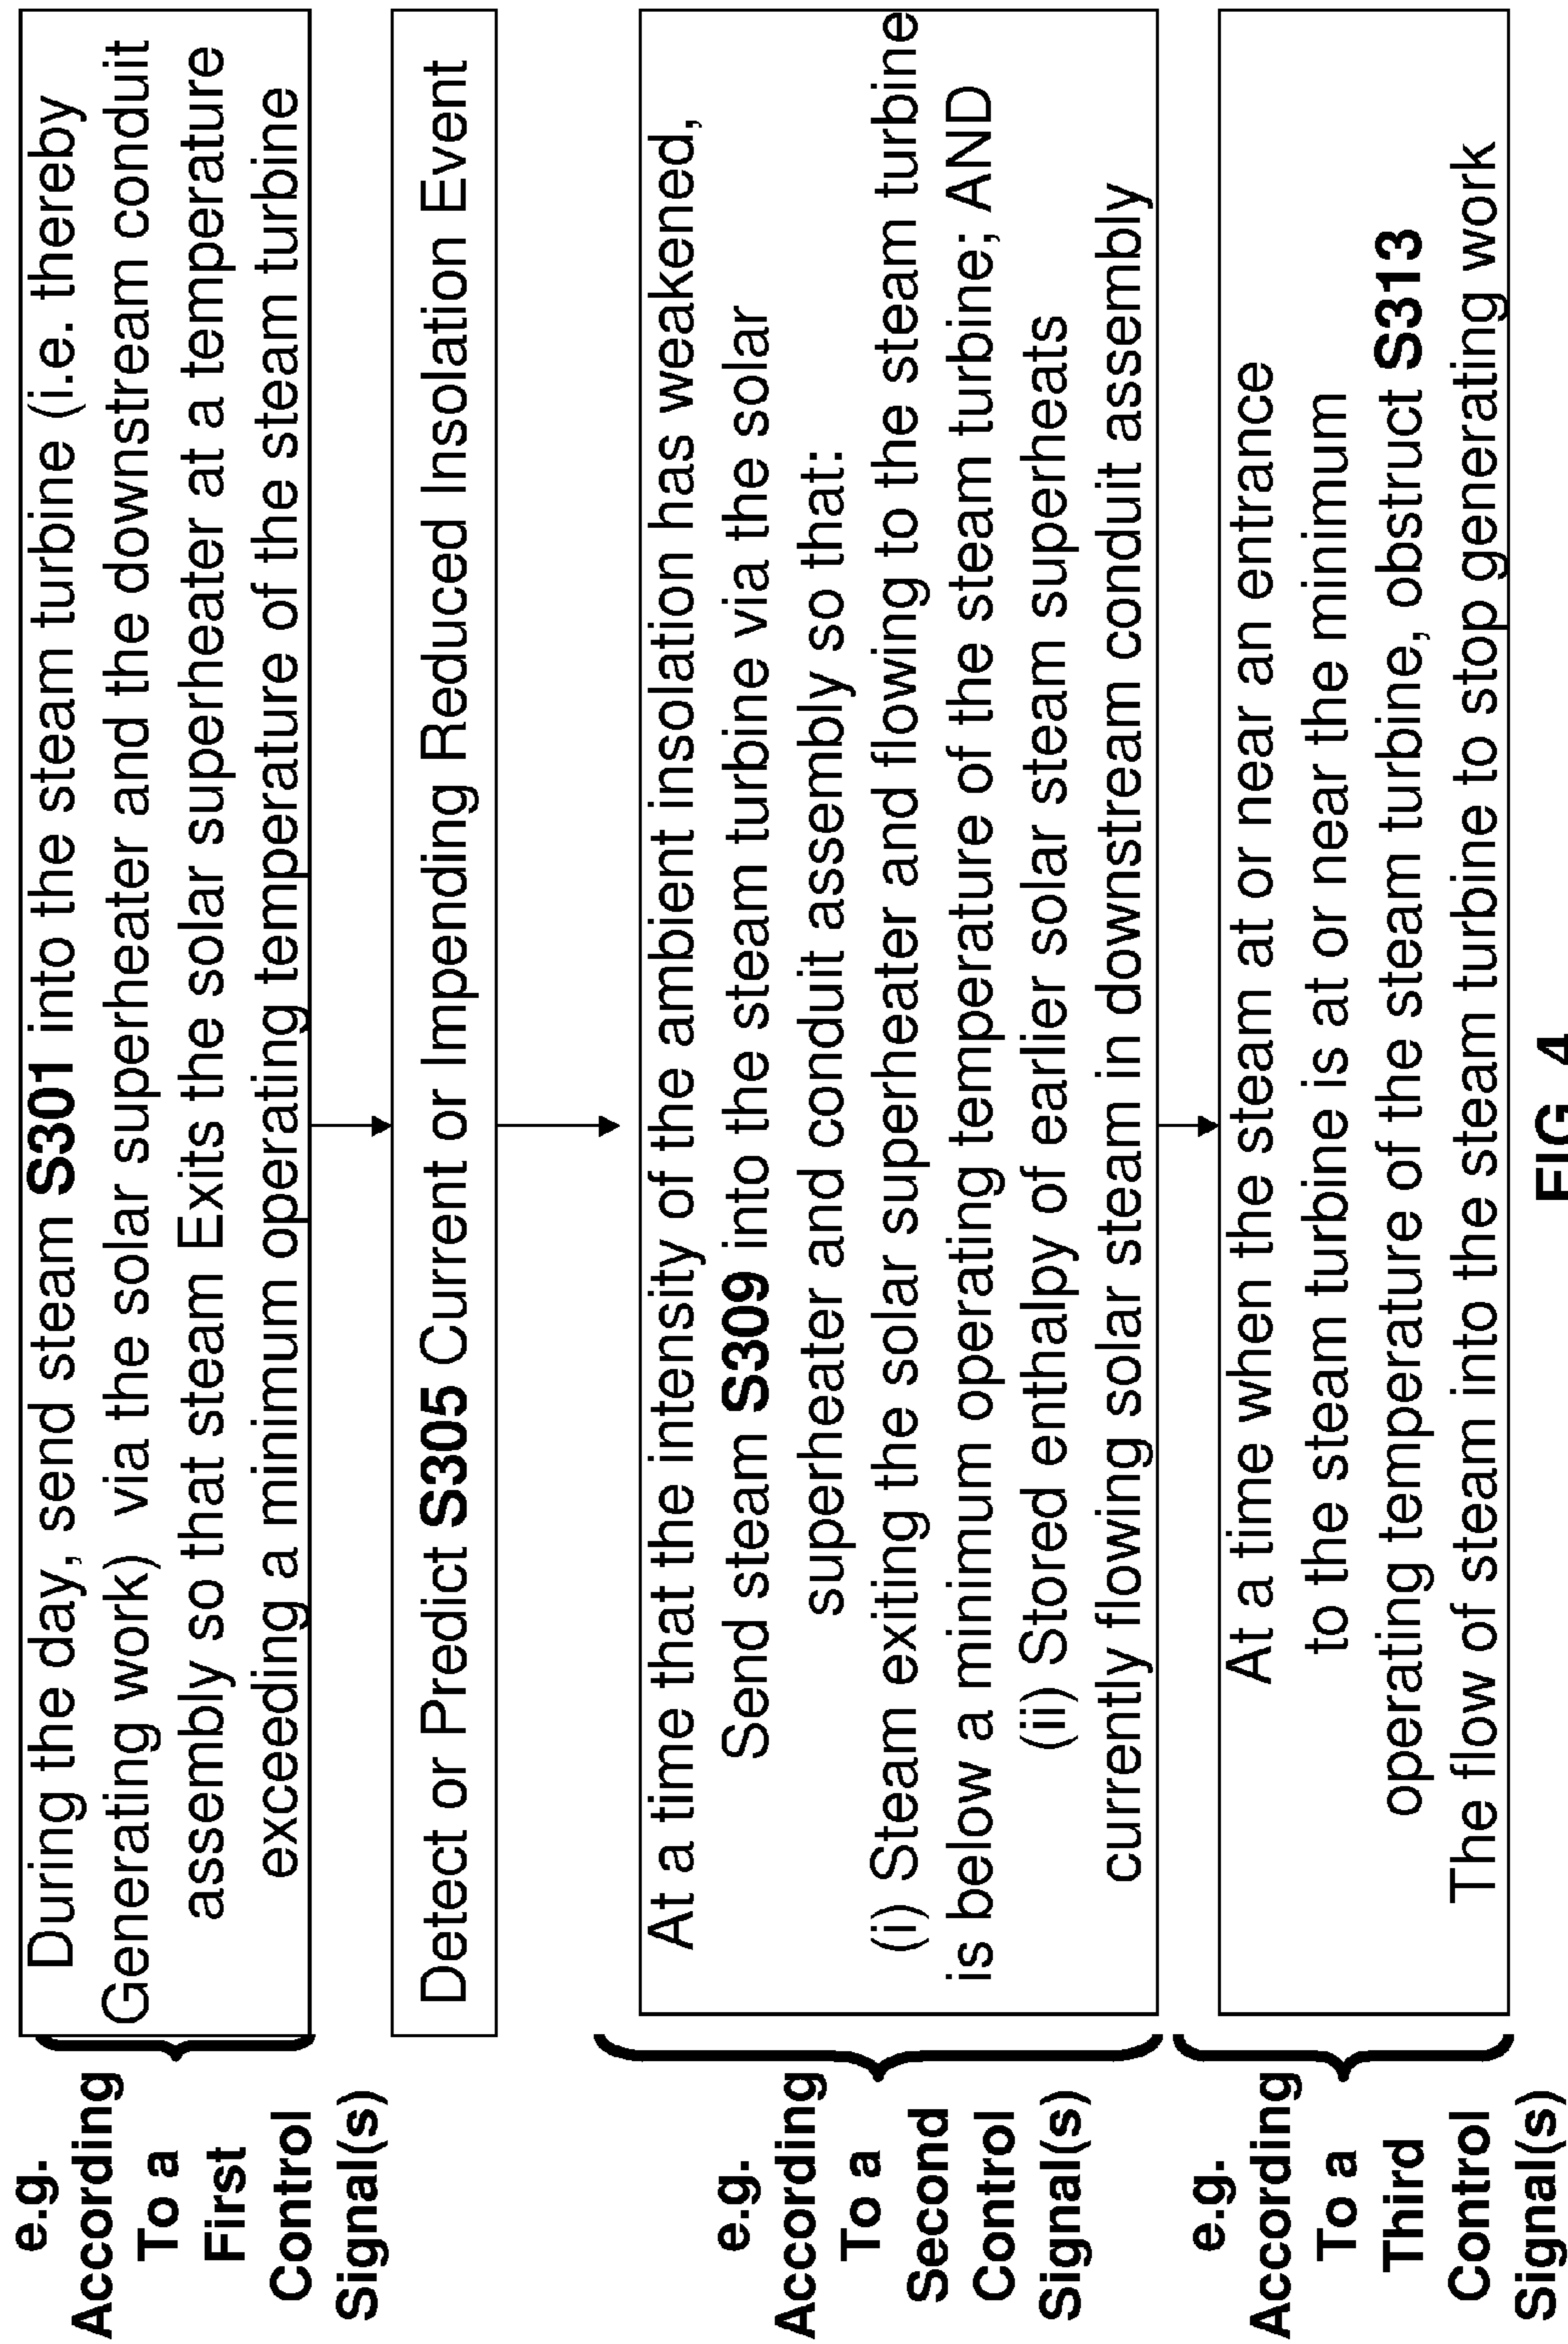 e.g.
According
To a
First
Control
Signal(s)
During the day, send steam S301 into the steam turbine (i.e. thereby
Generating work) via the solar superheater and the downstream conduit
assembly so that steam Exits the solar superheater at a temperature
exceeding a minimum operating temperature of the steam turbine
Detect or Predict S305 Current or Impending Reduced Insolation Event
e.g.
According
To a
Second
Control
Signal(s)
At a time that the intensity of the ambient insolation has weakened,
Send steam S309 into the steam turbine via the solar
superheater and conduit assembly so that:
(i) Steam exiting the solar superheater and flowing to the steam turbine
is below a minimum operating temperature of the steam turbine; AND
(ii) Stored enthalpy of earlier solar steam superheats
currently flowing solar steam in downstream conduit assembly
e.g.
According
To a
Third
Control
Signal(s)
At a time when the steam at or near an entrance
to the steam turbine is at or near the minimum
operating temperature of the steam turbine, obstruct S313
The flow of steam into the steam turbine to stop generating work
FIG. 4